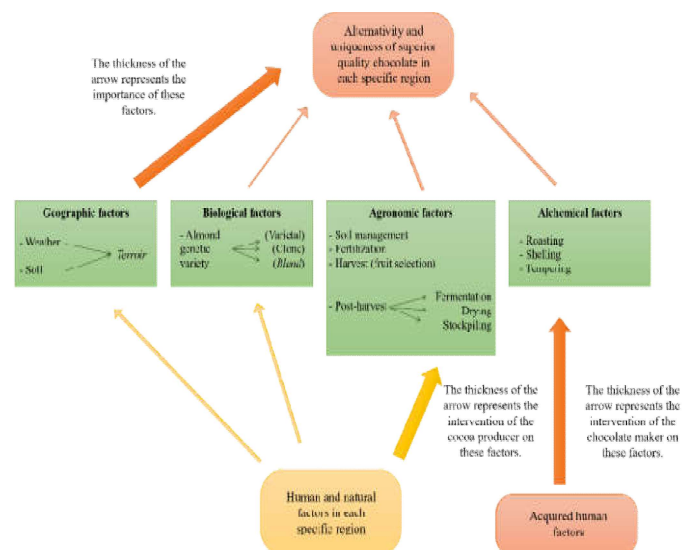 Alternativity and
uniqueness of superior
quality chocolate in
each specific region
The thickness of the
arrow represents the
importance of these
factors.
Geographic factors
- Weather
- Soil
Terroir
Biological factors
- Almond
genetic
variety
(Varietal)
(Clone)
(Blend)
Agronomic factors
- Soil management
- Fertilization
- Harvest (fruit selection)
- Post-harvest
Fermentation
Drying
Stockpiling
Alchemical factors
- Roasting
- Shelling
- Tempering
The thickness of the
arrow represents the
intervention of the
cocoa producer on
these factors.
The thickness of the
arrow represents the
intervention of the
chocolate maker on
these factors.
Human and natural
factors in each
specific region
Acquired human
factors